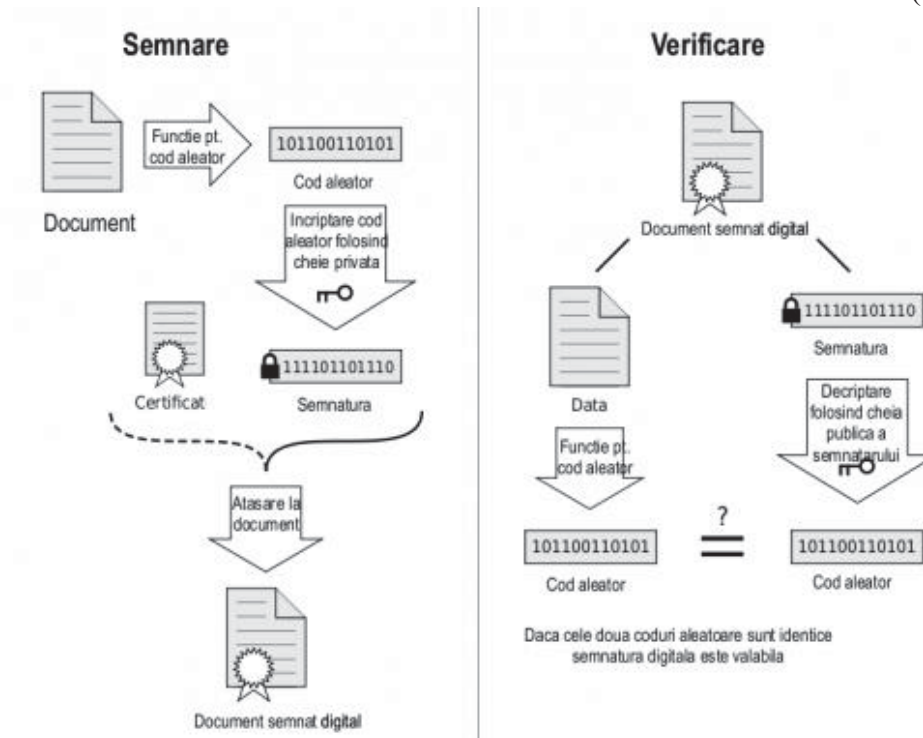 Semnare
Functie pt.
cod aleator
101100110101
Cod aleator
Document
Incriptare cod
aleator folosind
cheie privata
111101101110
Certificat
Semnatura
Atasare la
document
Document semnat digital
Verificare
Document semnat digital
111101101110
Semnatura
Data
Decriptare
folosind cheia
publica a
semnatarului
Functie pt.
cod aleator
?
101100110101
=
101100110101
Cod aleator
Cod aleator
Daca cele doua coduri aleatoare sunt identice
semnatura digitala este valabila